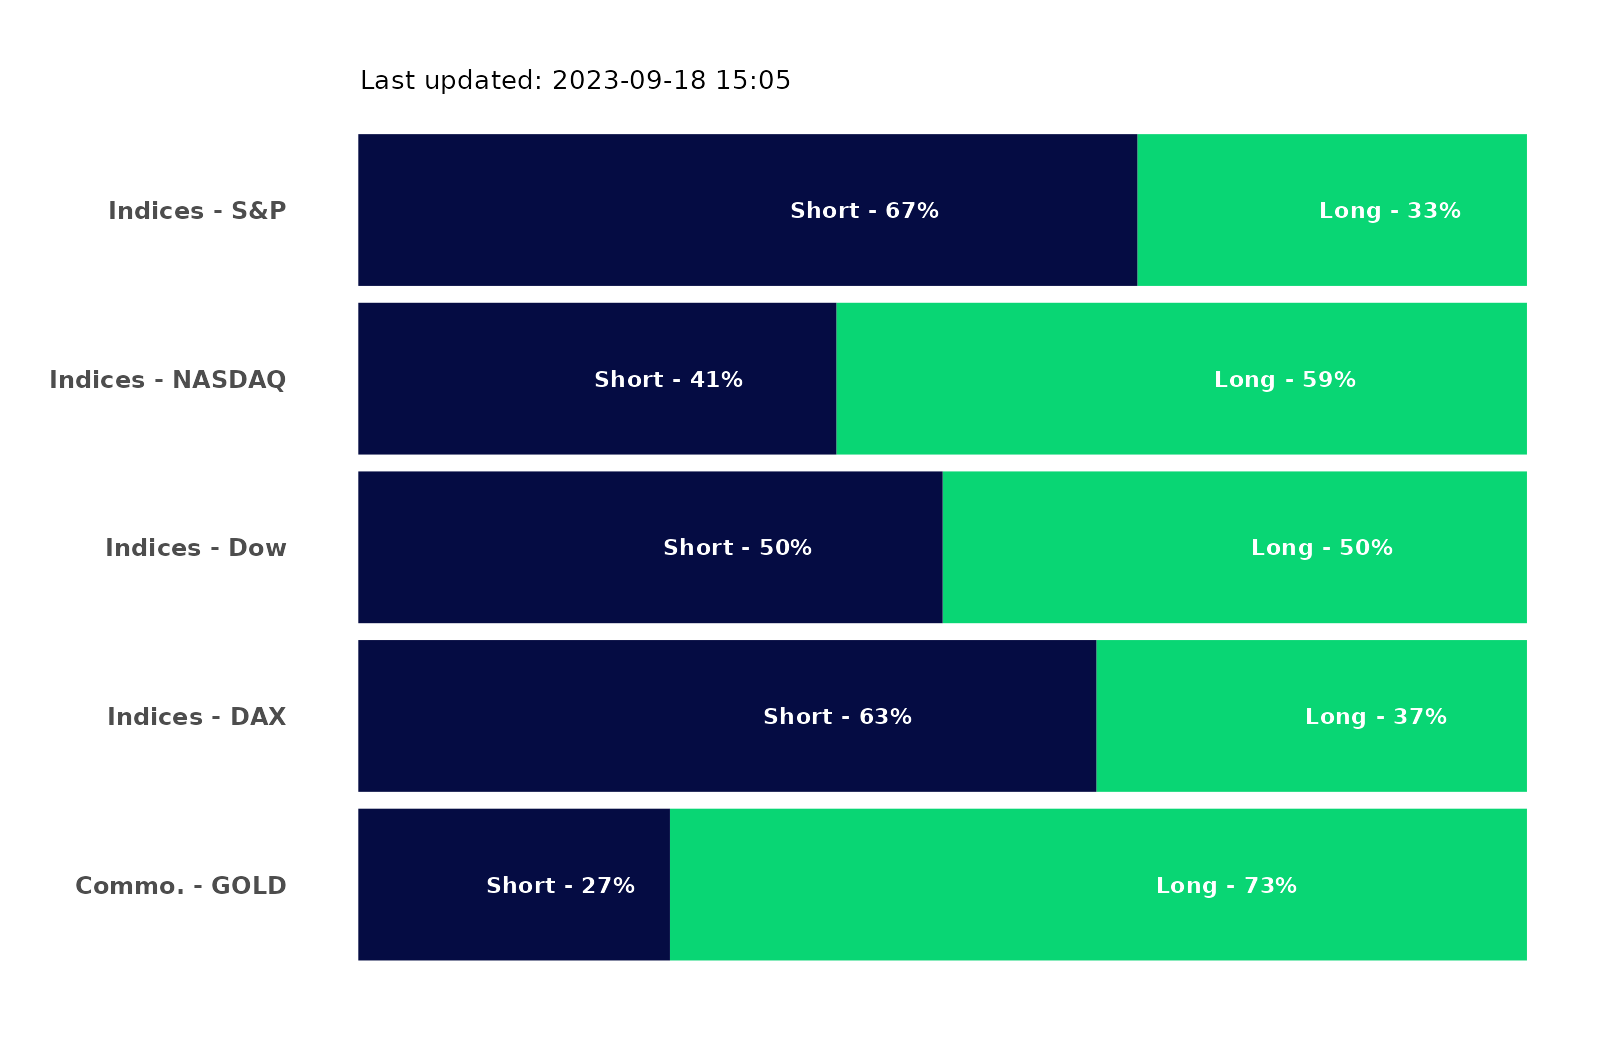 Last updated: 2023-09-18 15:05
Indices - S&P Short - 67% Long - 33%
Indices - NASDAQ Short - 41% Long - 59%
Indices - Dow Short - 50% Long - 50%
Indices - DAX Short - 63% Long - 37%
Commo. - GOLD Short - 27% Long - 73%